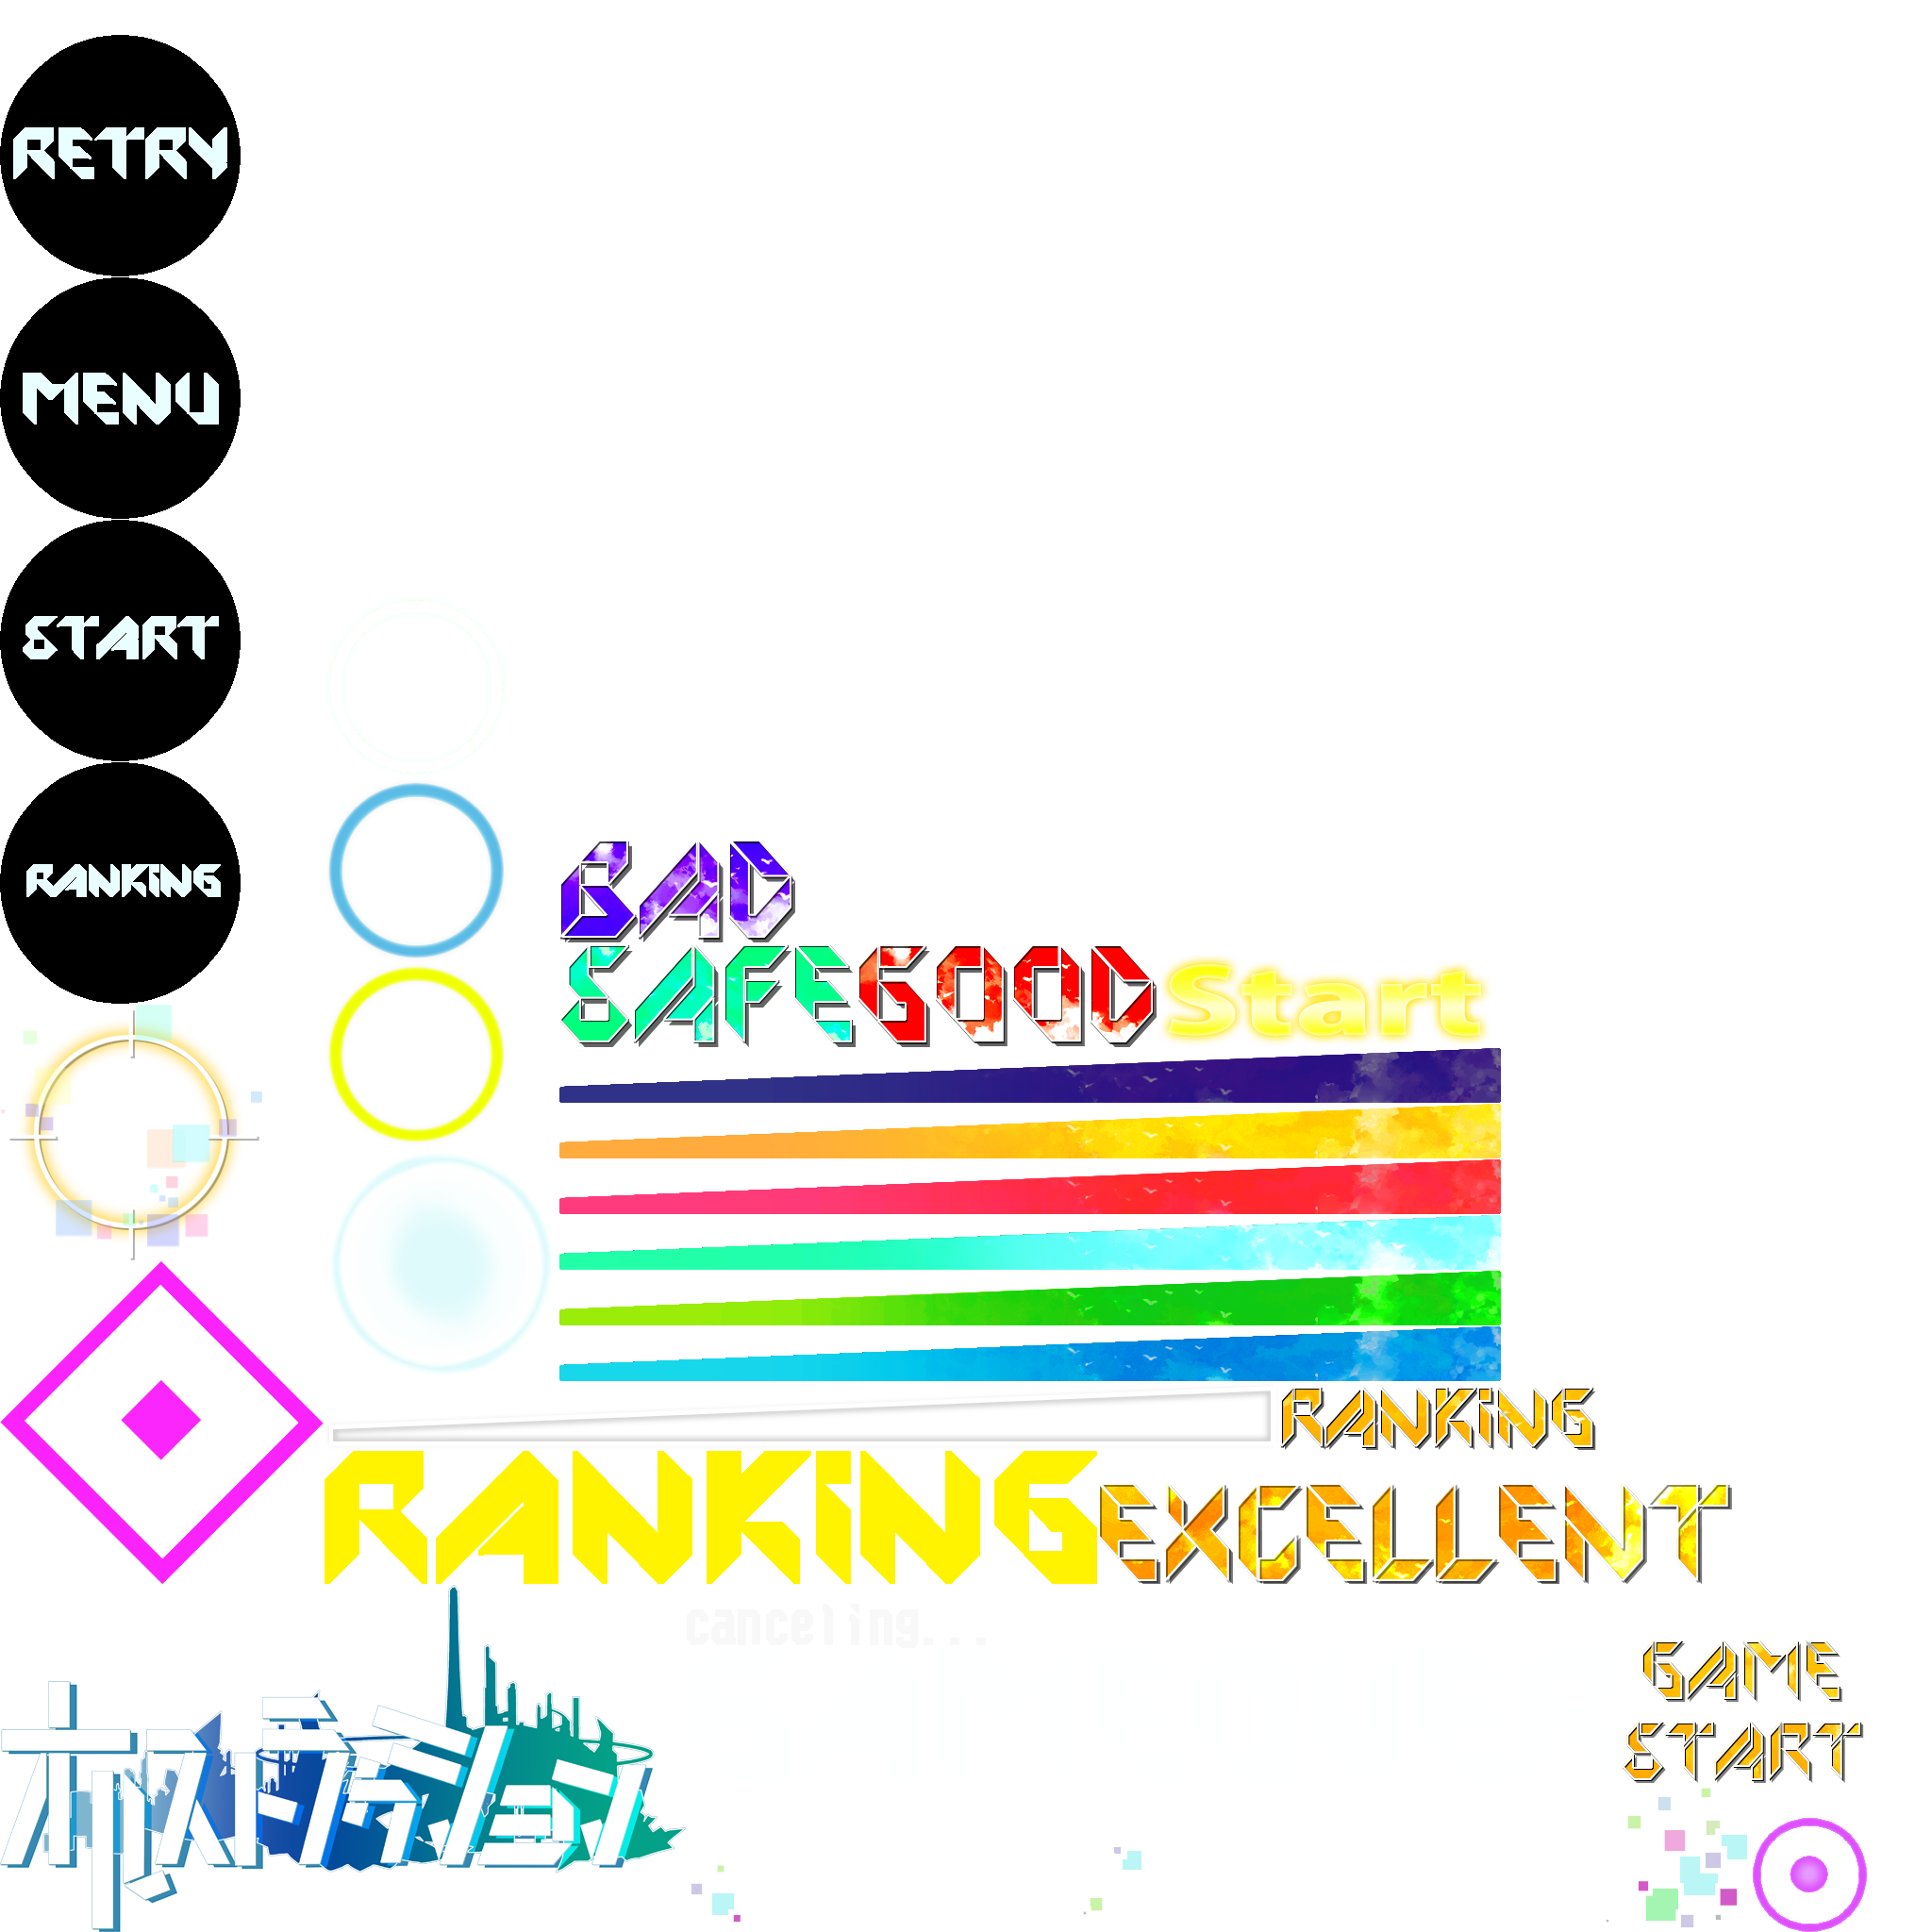 RETRY
MENU
START
RANKING
BAD
SAFE
GOOD
Start
RANKING
RANKING
EXCELLENT
canceling...
GAME
START